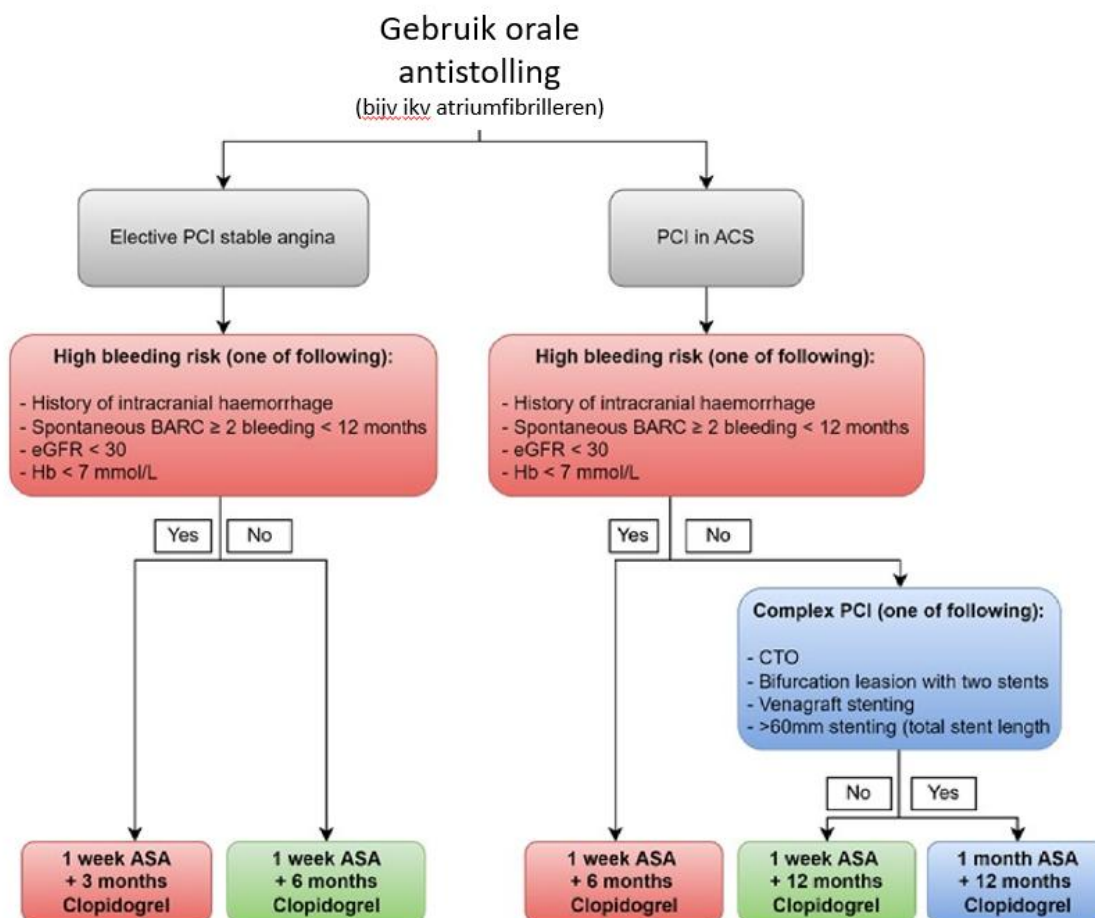 Gebruik orale
antistolling
(bijv ikv atriumfibrilleren)
Elective PCI stable angina
PCI in ACS
High bleeding risk (one of following):
- History of intracranial haemorrhage
- Spontaneous BARC ≥ 2 bleeding < 12 months
- eGFR < 30
- Hb < 7 mmol/L
High bleeding risk (one of following):
- History of intracranial haemorrhage
- Spontaneous BARC ≥ 2 bleeding < 12 months
- eGFR < 30
- Hb < 7 mmol/L
Yes
No
Yes
No
Complex PCI (one of following):
- CTO
- Bifurcation leasion with two stents
- Venagraft stenting
- >60mm stenting (total stent length
No
Yes
1 week ASA
+ 3 months
Clopidogrel
1 week ASA
+ 6 months
Clopidogrel
1 week ASA
+ 6 months
Clopidogrel
1 week ASA
+ 12 months
Clopidogrel
1 month ASA
+ 12 months
Clopidogrel